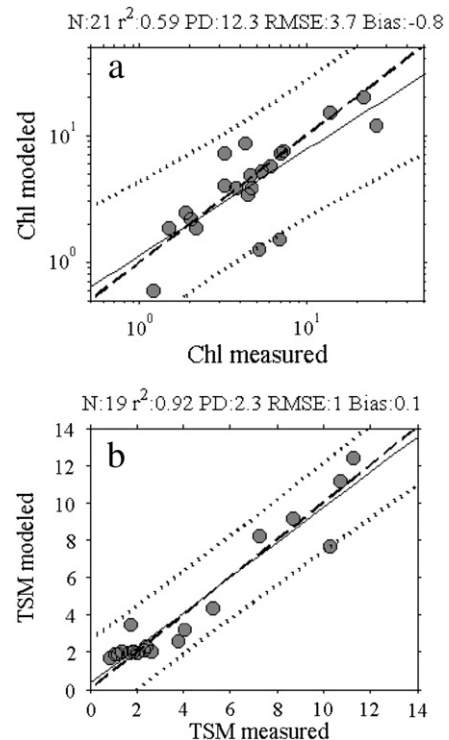 N:21 r²:0.59 PD:12.3 RMSE:3.7 Bias:-0.8
a
10¹
10⁰
Chl modeled
10⁰ 10¹
Chl measured
N:19 r²:0.92 PD:2.3 RMSE:1 Bias:0.1
b
14
12
10
8
6
4
2
0
TSM modeled
0 2 4 6 8 10 12 14
TSM measured